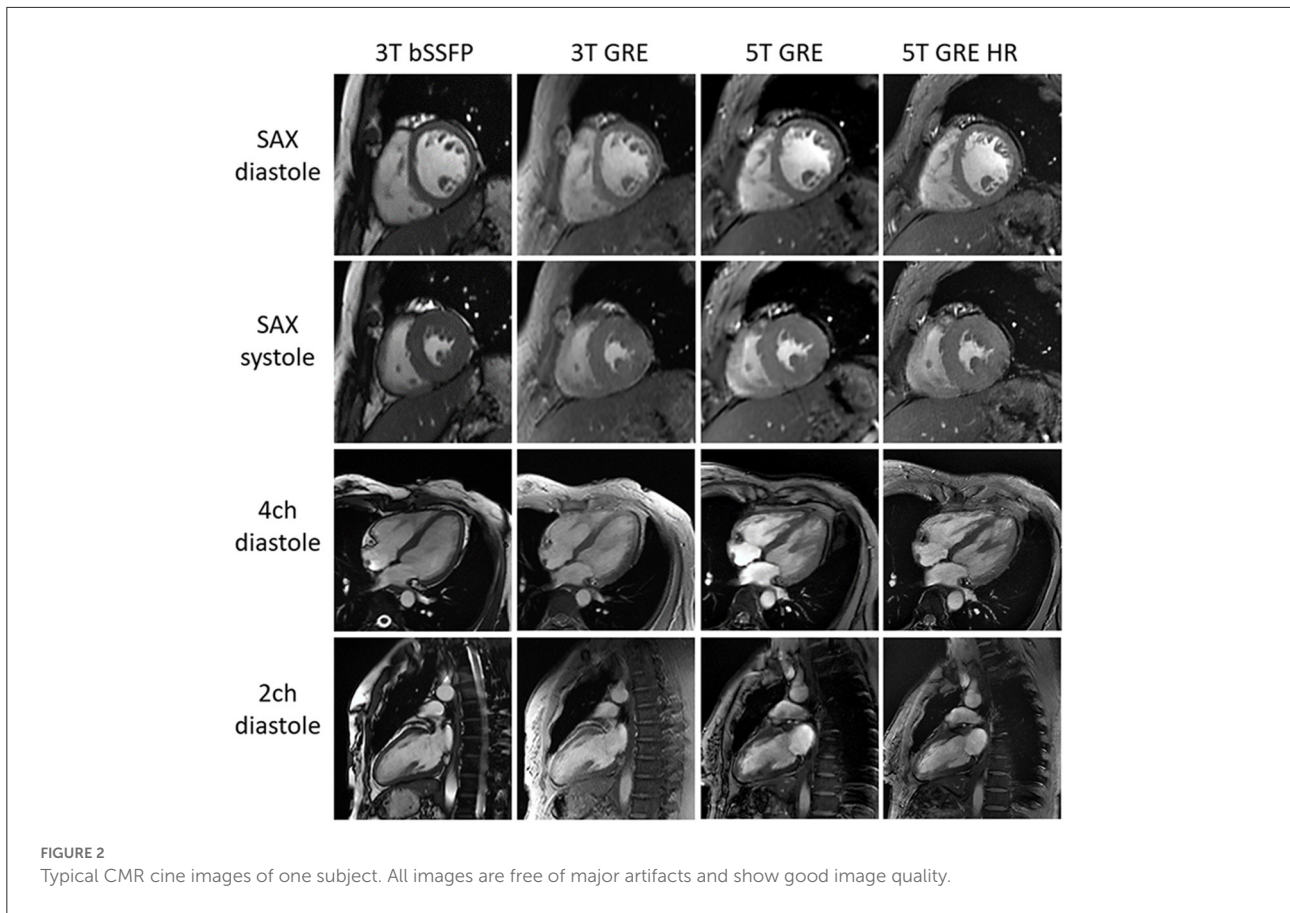 3T bSSFP 3T GRE 5T GRE 5T GRE HR
SAX
diastole
SAX
systole
4ch
diastole
2ch
diastole
FIGURE 2
Typical CMR cine images of one subject. All images are free of major artifacts and show good image quality.